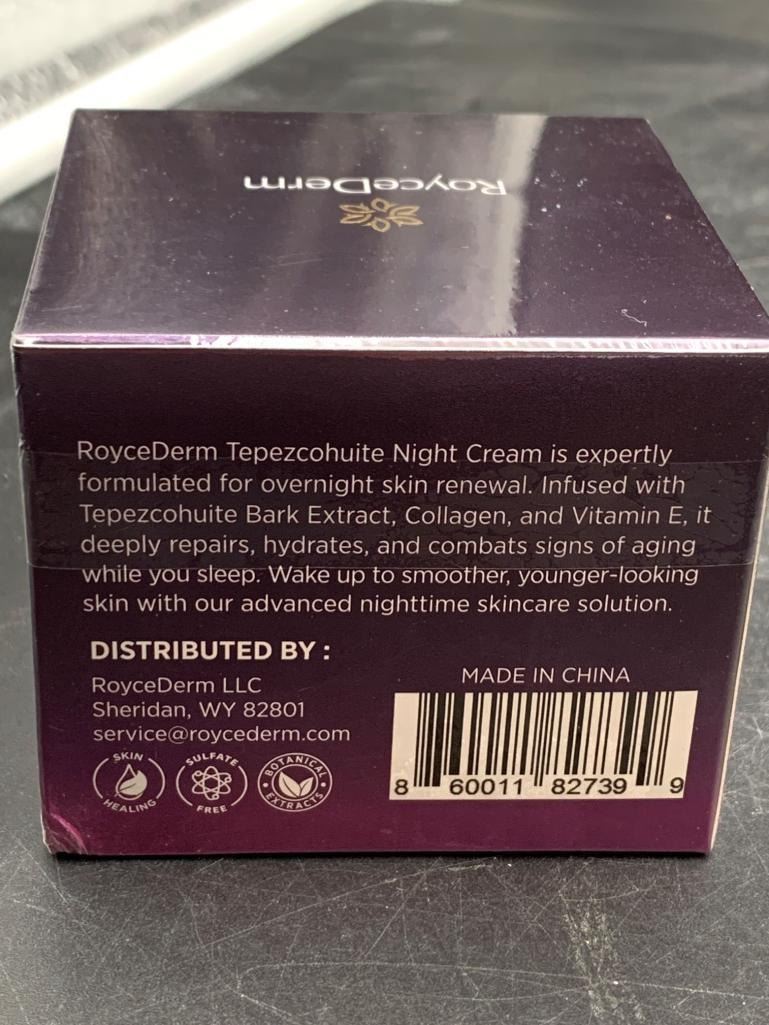 RoyceDerm
RoyceDerm Tepezcohuite Night Cream is expertly
formulated for overnight skin renewal. Infused with
Tepezcohuite Bark Extract, Collagen, and Vitamin E, it
deeply repairs, hydrates, and combats signs of aging
while you sleep. Wake up to smoother, younger-looking
skin with our advanced nighttime skincare solution.
DISTRIBUTED BY :
RoyceDerm LLC
Sheridan, WY 82801
service@roycederm.com
SKIN
HEALING
SULFATE
FREE
BOTANICAL
EXTRACTS
MADE IN CHINA
8 60011 82739 9